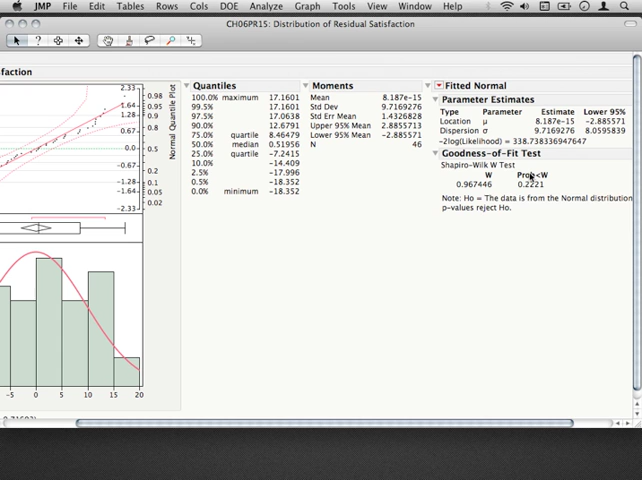 JMP File Edit Tables Rows Cols DOE Analyze Graph Tools View Window Help
CH06PR15: Distribution of Residual Satisfaction
faction
2.33
1.64
1.28
0.67
0.0
-0.67
-1.28
-1.64
-2.33
0.98
0.95
0.9
0.8
0.5
0.2
0.1
0.05
0.02
Normal Quantile Plot
-5 0 5 10 15 20
Quantiles
100.0% maximum 17.1601
99.5% 17.1601
97.5% 17.0638
90.0% 12.6791
75.0% quartile 8.46479
50.0% median 0.51956
25.0% quartile -7.2415
10.0% -14.409
2.5% -17.996
0.5% -18.352
0.0% minimum -18.352
Moments
Mean 8.187e-15
Std Dev 9.7169276
Std Err Mean 1.4326828
Upper 95% Mean 2.8855713
Lower 95% Mean -2.885571
N 46
Fitted Normal
Parameter Estimates
Type Parameter Estimate Lower 95%
Location μ 8.187e-15 -2.885571
Dispersion σ 9.7169276 8.0595839
-2log(Likelihood) = 338.738336947647
Goodness-of-Fit Test
Shapiro-Wilk W Test
W Prob<W
0.967446 0.2221
Note: Ho = The data is from the Normal distribution
p-values reject Ho.